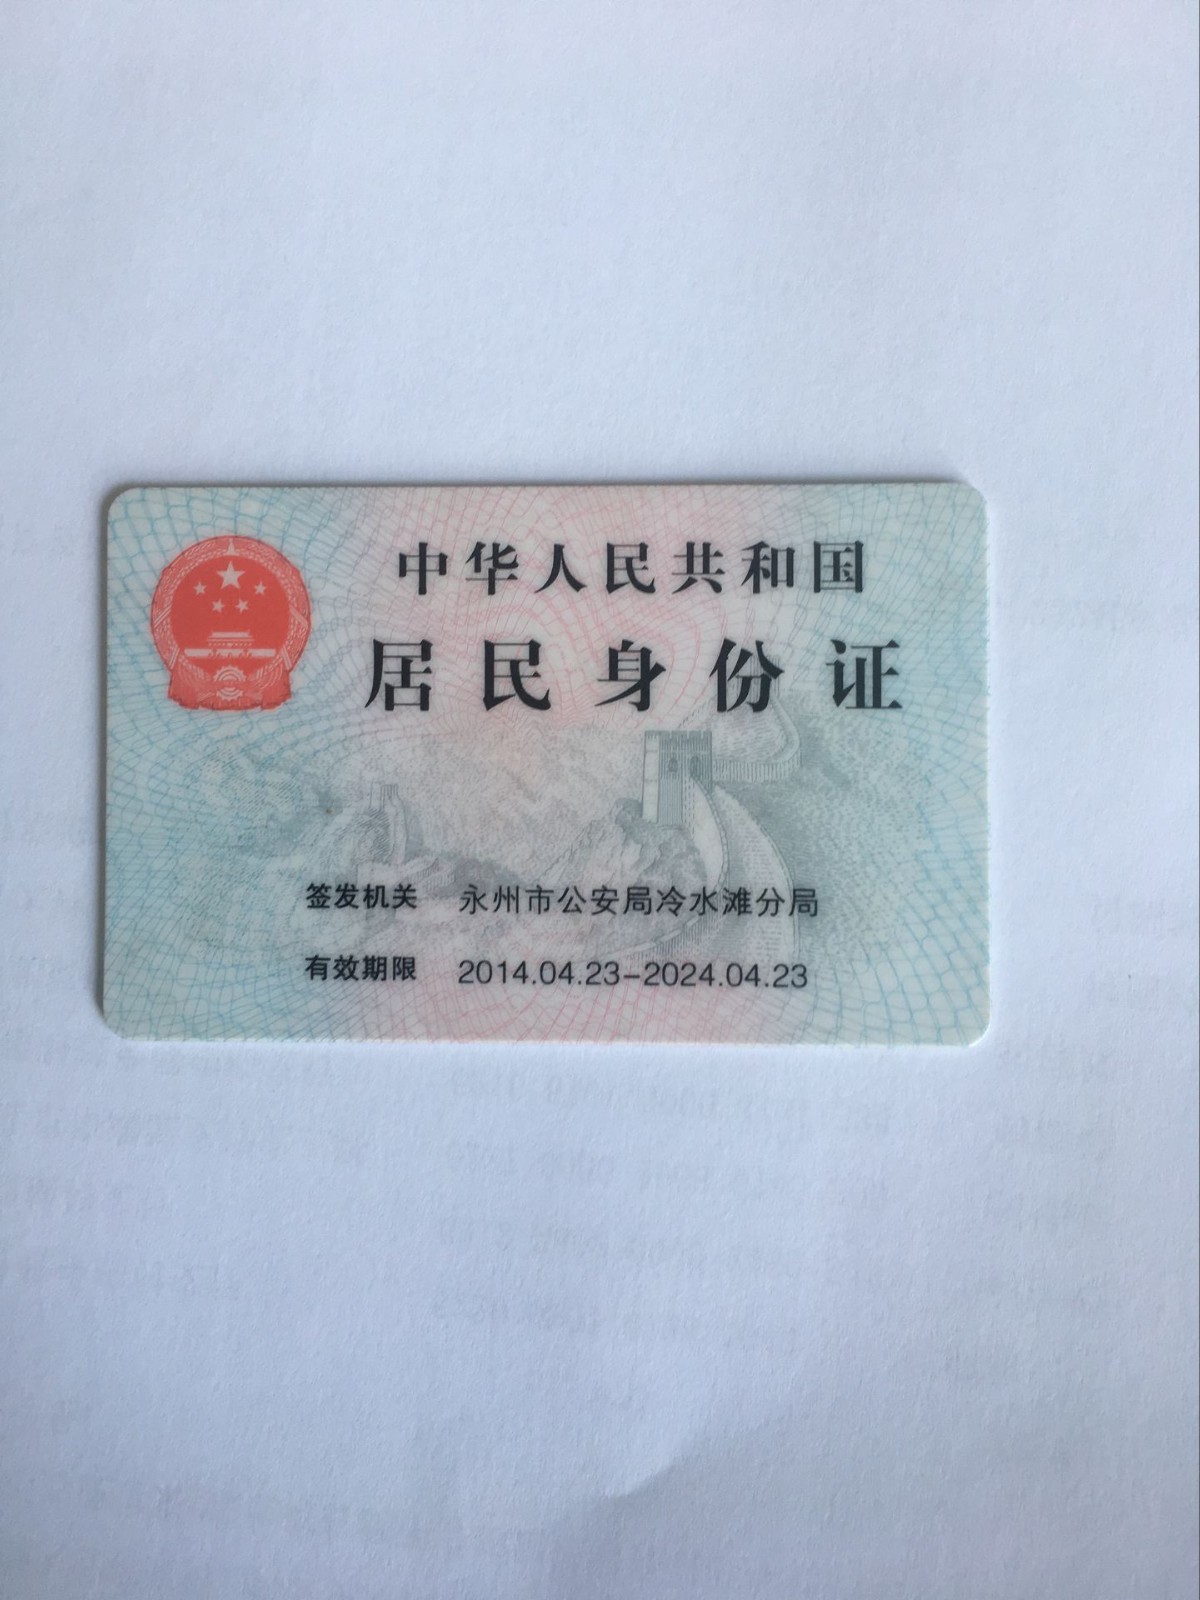 中华人民共和国
居民身份证
签发机关 永州市公安局冷水滩分局
有效期限 2014.04.23-2024.04.23